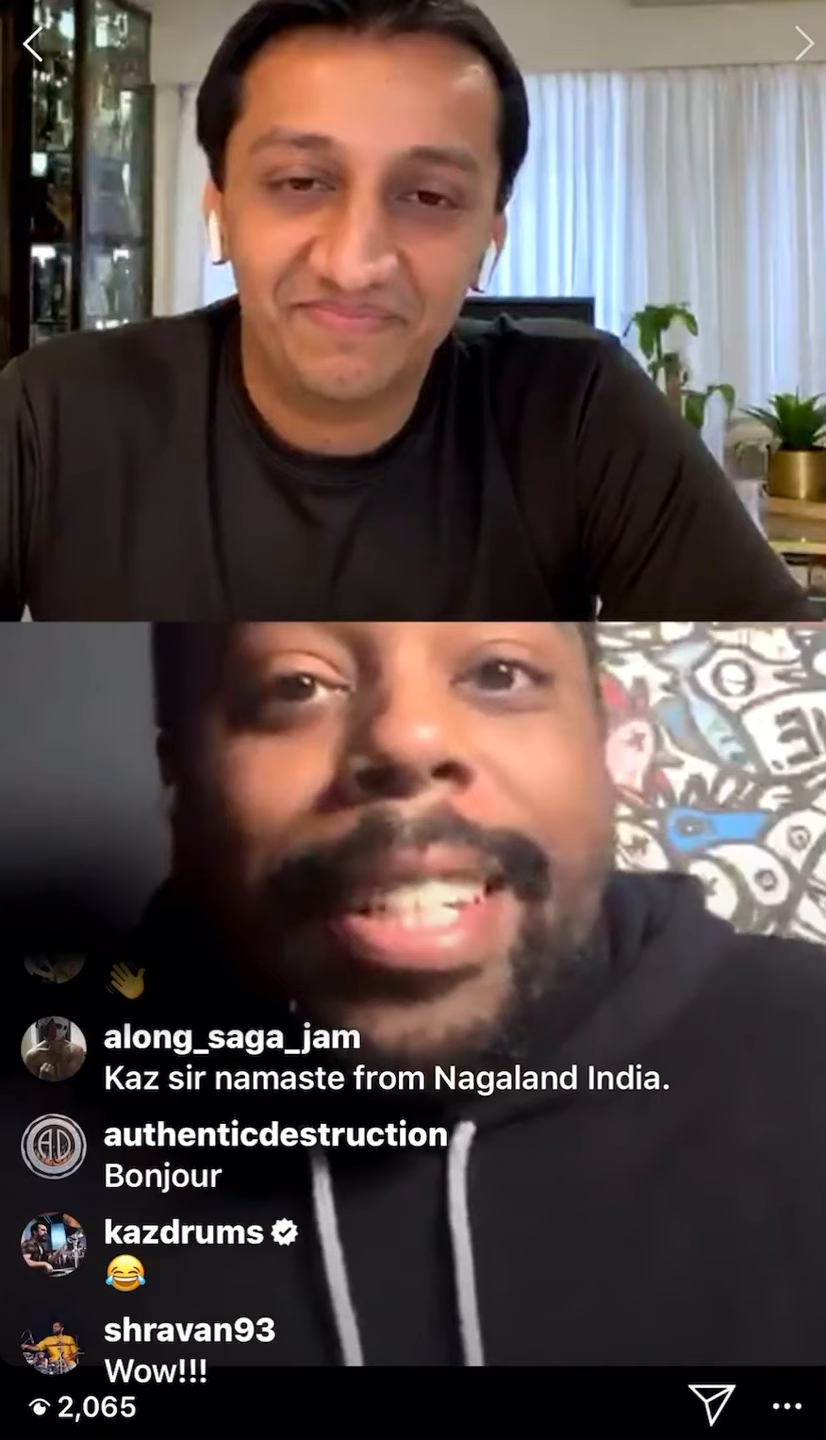 👋
along_saga_jam
Kaz sir namaste from Nagaland India.
authenticdestruction
Bonjour
kazdrums
😂
shravan93
Wow!!!
2,065